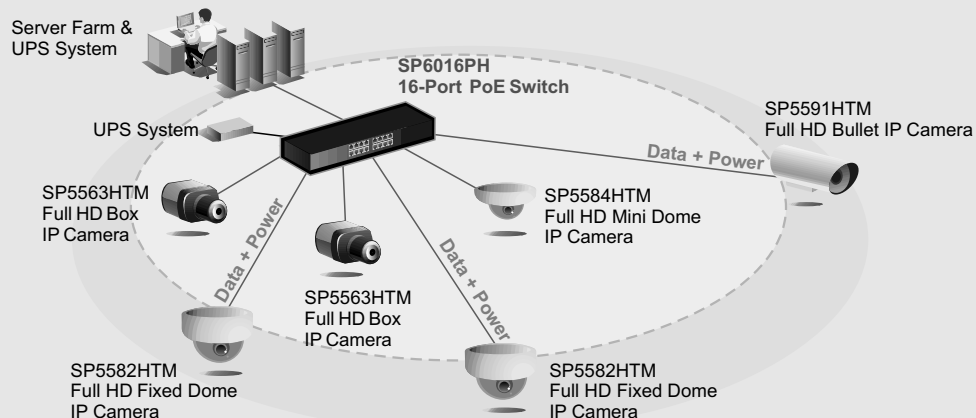 Server Farm &
UPS System
SP6016PH
16-Port PoE Switch
UPS System
SP5591HTM
Full HD Bullet IP Camera
Data + Power
SP5563HTM
Full HD Box
IP Camera
SP5584HTM
Full HD Mini Dome
IP Camera
Data + Power
Data + Power
SP5563HTM
Full HD Box
IP Camera
SP5582HTM
Full HD Fixed Dome
IP Camera
SP5582HTM
Full HD Fixed Dome
IP Camera